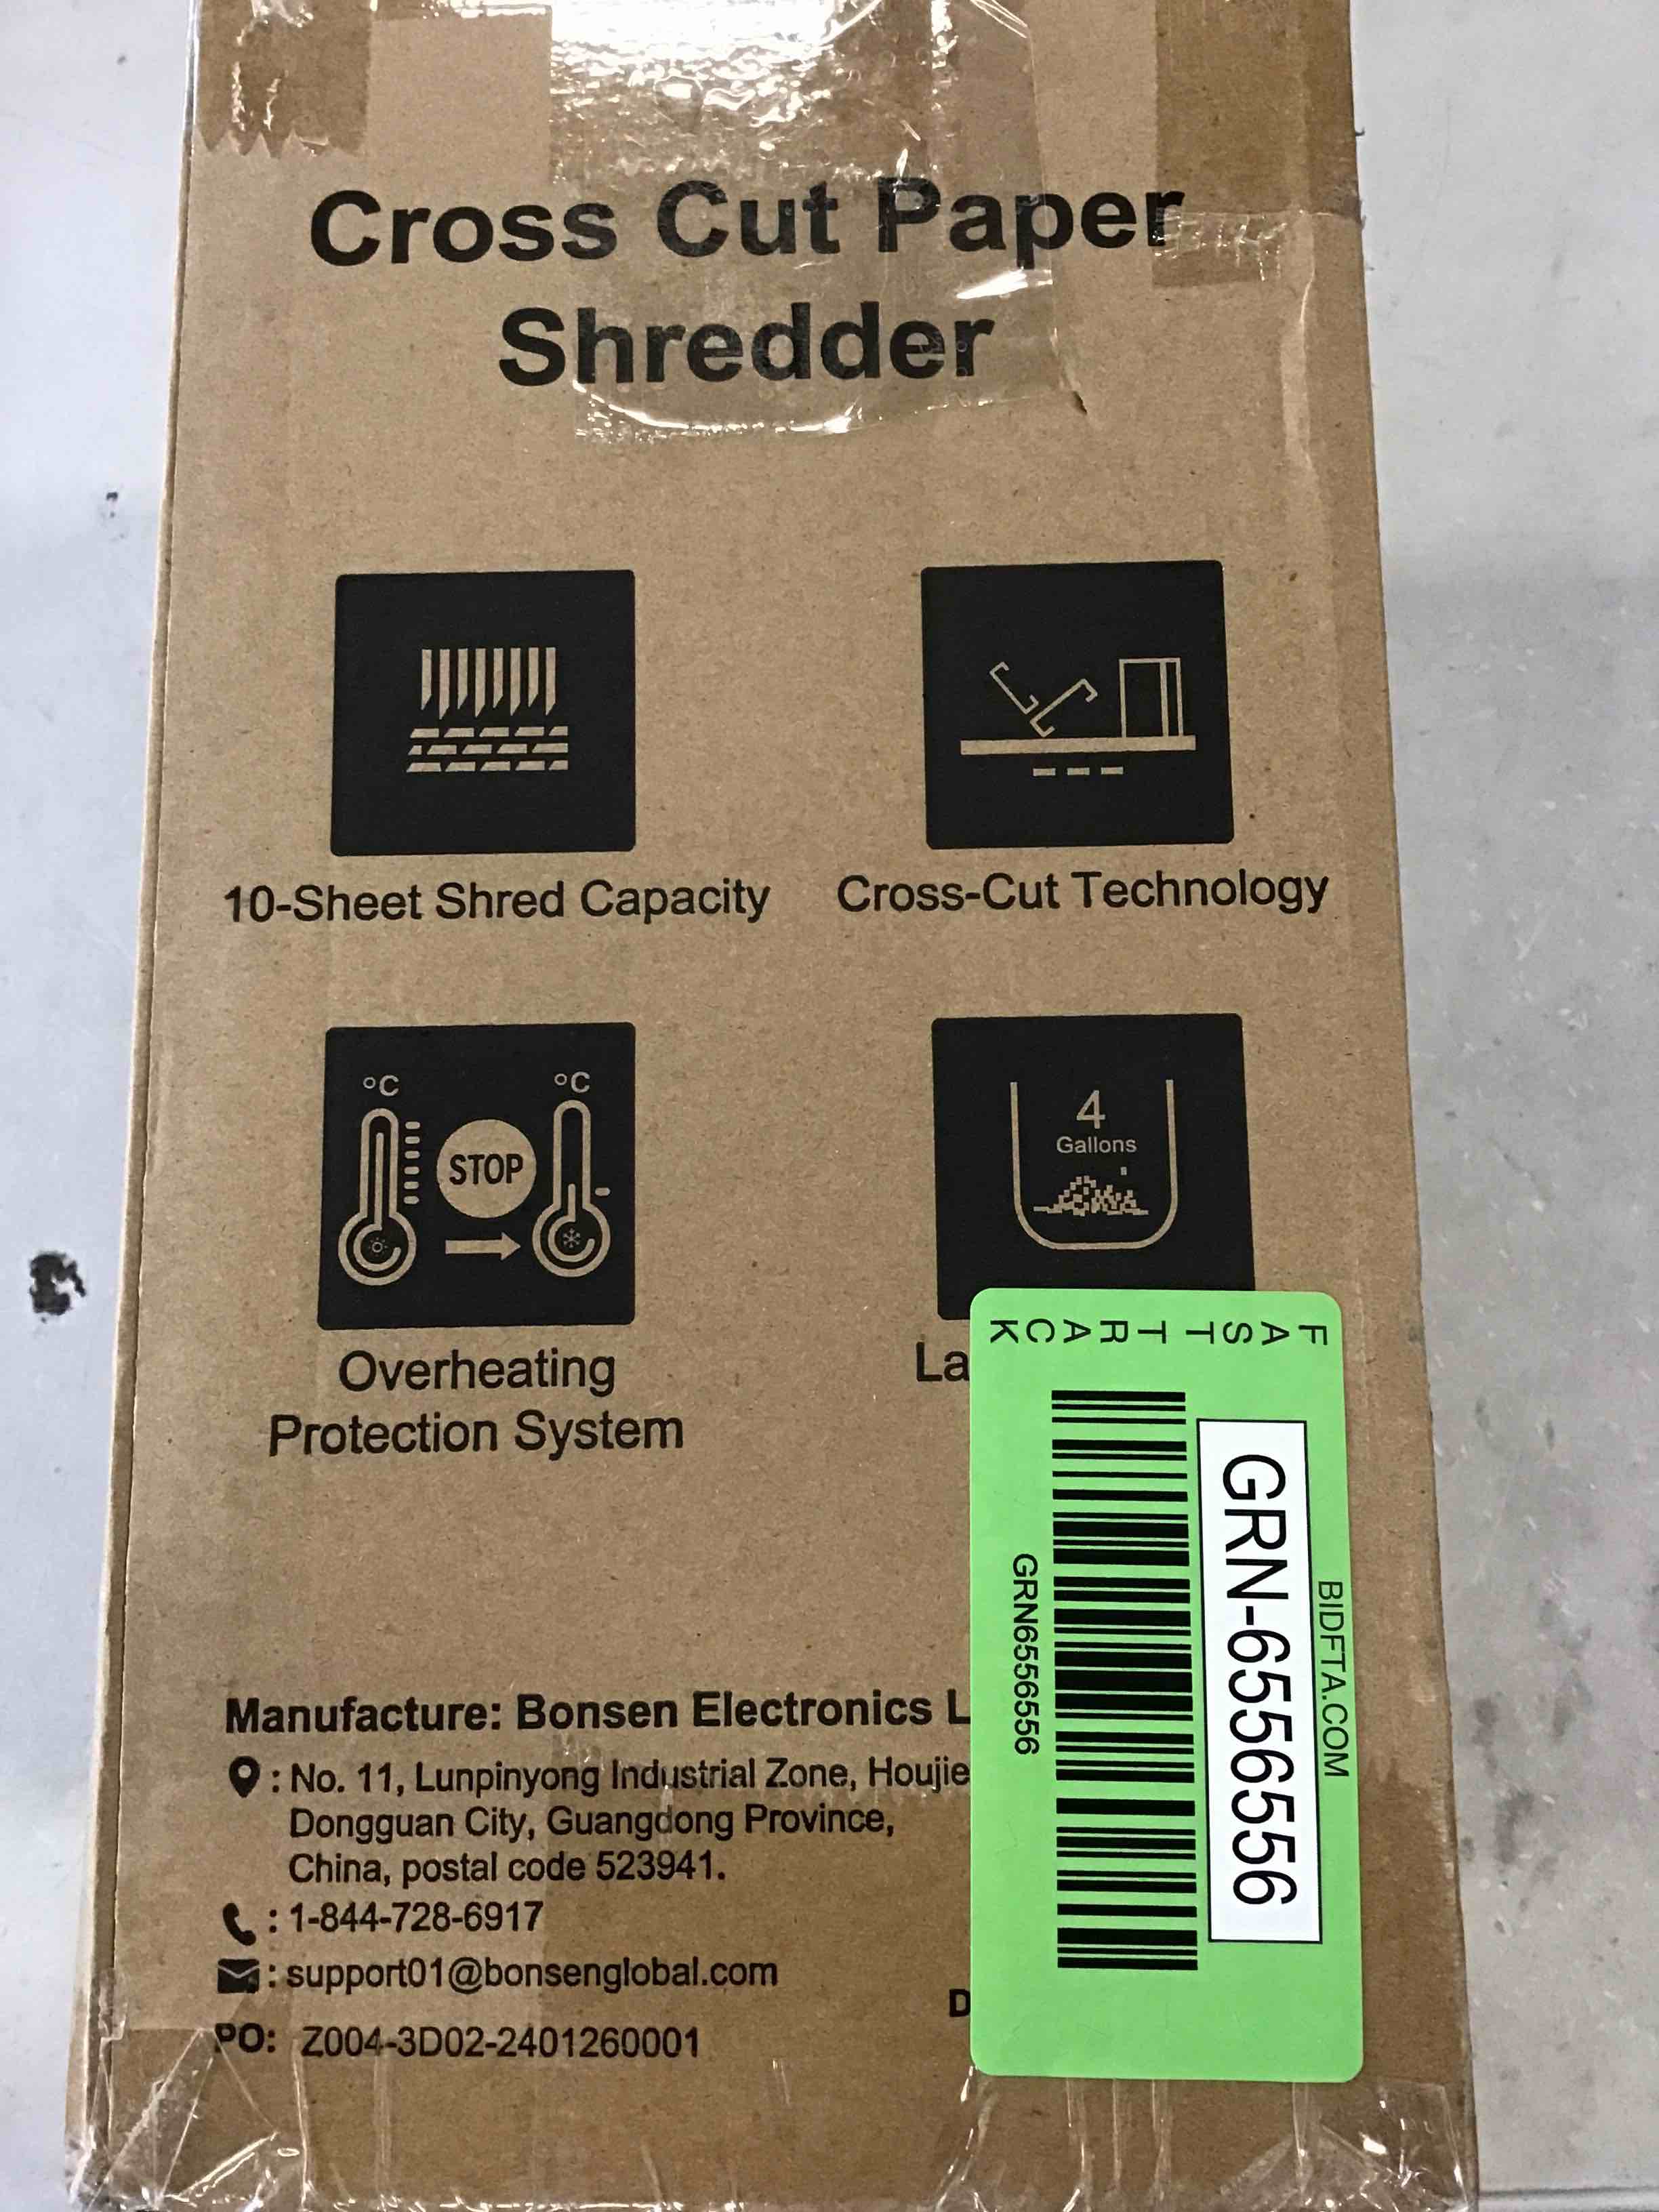 Cross Cut Paper
Shredder
10-Sheet Shred Capacity
Cross-Cut Technology
°C
°C
STOP
4
Gallons
Overheating
Protection System
La
Manufacture: Bonsen Electronics L
: No. 11, Lunpinyong Industrial Zone, Houjie
Dongguan City, Guangdong Province,
China, postal code 523941.
: 1-844-728-6917
: support01@bonsenglobal.com
D
PO: Z004-3D02-2401260001
FAST TRACK
BIDFTA.COM
GRN-6556556
GRN6556556